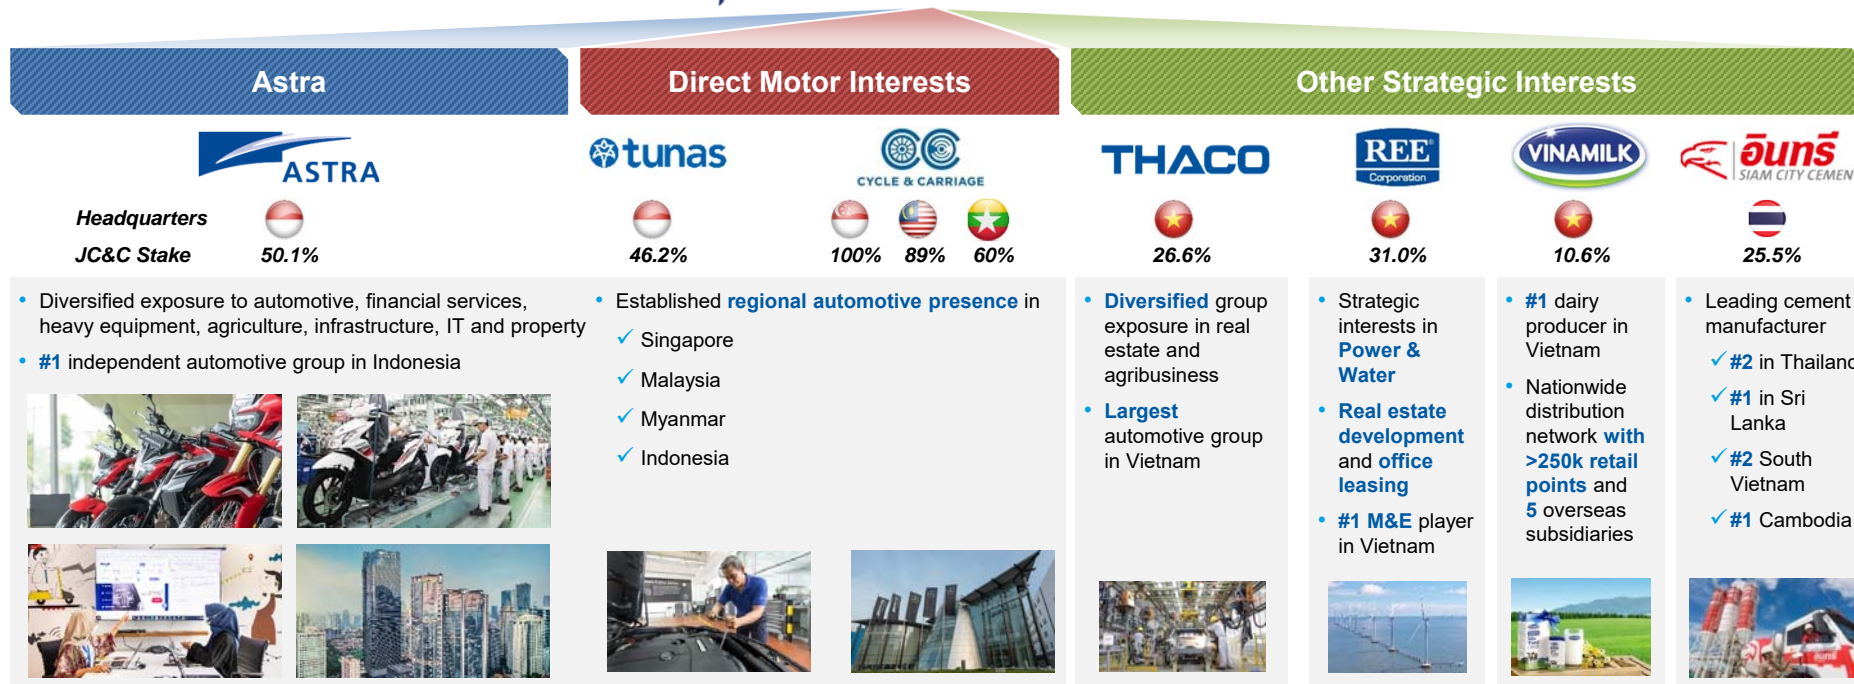 Astra
Direct Motor Interests
Other Strategic Interests
ASTRA
tunas
CYCLE & CARRIAGE
THACO
REE
Corporation
VINAMILK
อินทรี
SIAM CITY CEMEN
Headquarters
JC&C Stake
50.1%
46.2%
100%
89%
60%
26.6%
31.0%
10.6%
25.5%
• Diversified exposure to automotive, financial services,
heavy equipment, agriculture, infrastructure, IT and property
• #1 independent automotive group in Indonesia
• Established regional automotive presence in
✓ Singapore
✓ Malaysia
✓ Myanmar
✓ Indonesia
• Diversified group
exposure in real
estate and
agribusiness
• Largest
automotive group
in Vietnam
• Strategic
interests in
Power &
Water
• Real estate
development
and office
leasing
• #1 M&E player
in Vietnam
• #1 dairy
producer in
Vietnam
• Nationwide
distribution
network with
>250k retail
points and
5 overseas
subsidiaries
• Leading cement
manufacturer
✓ #2 in Thailand
✓ #1 in Sri
Lanka
✓ #2 South
Vietnam
✓ #1 Cambodia